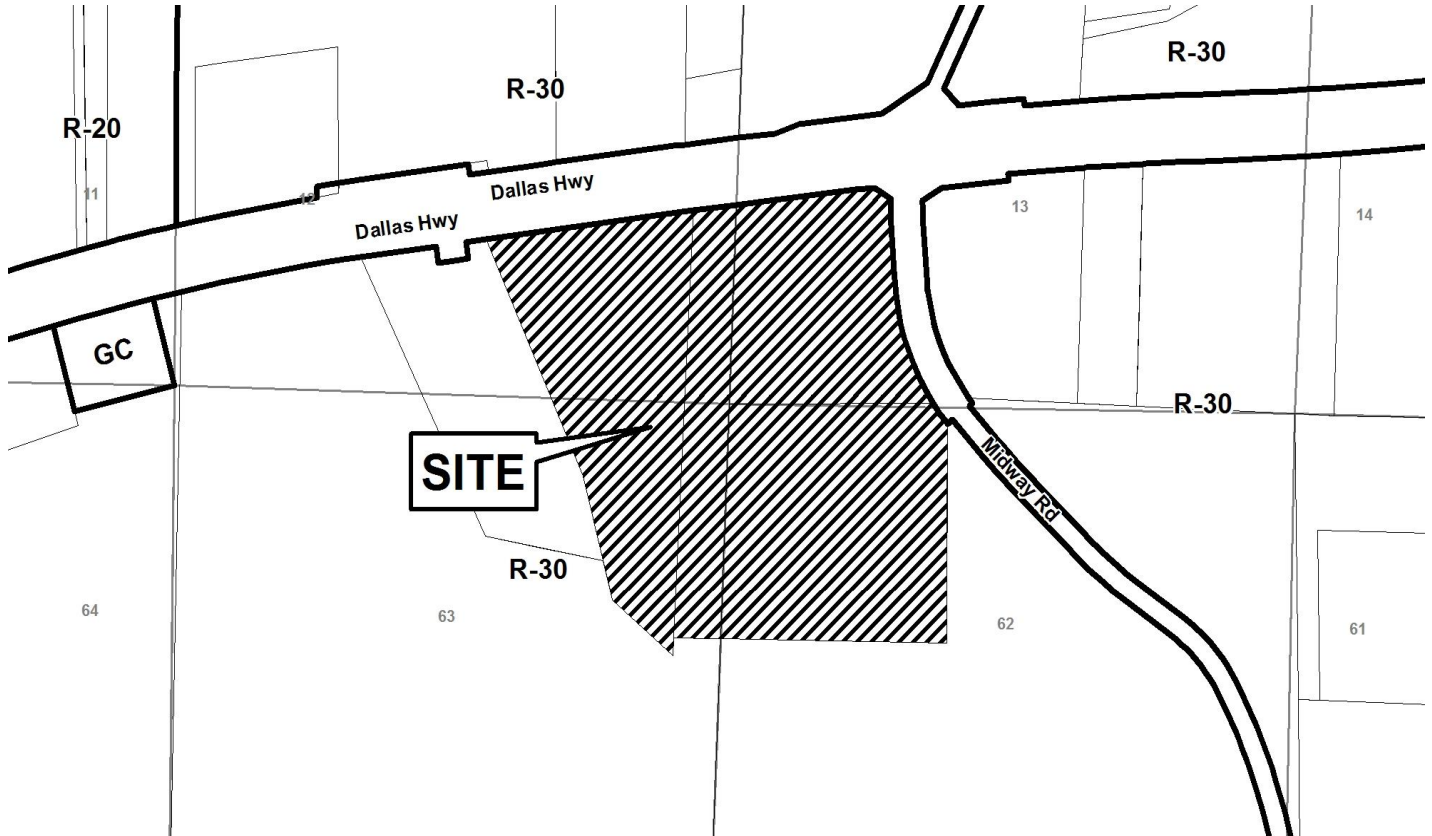 R-30
R-30
R-20
11
12
Dallas Hwy
Dallas Hwy
13
14
GC
R-30
SITE
Midway Rd
R-30
64
63
62
61